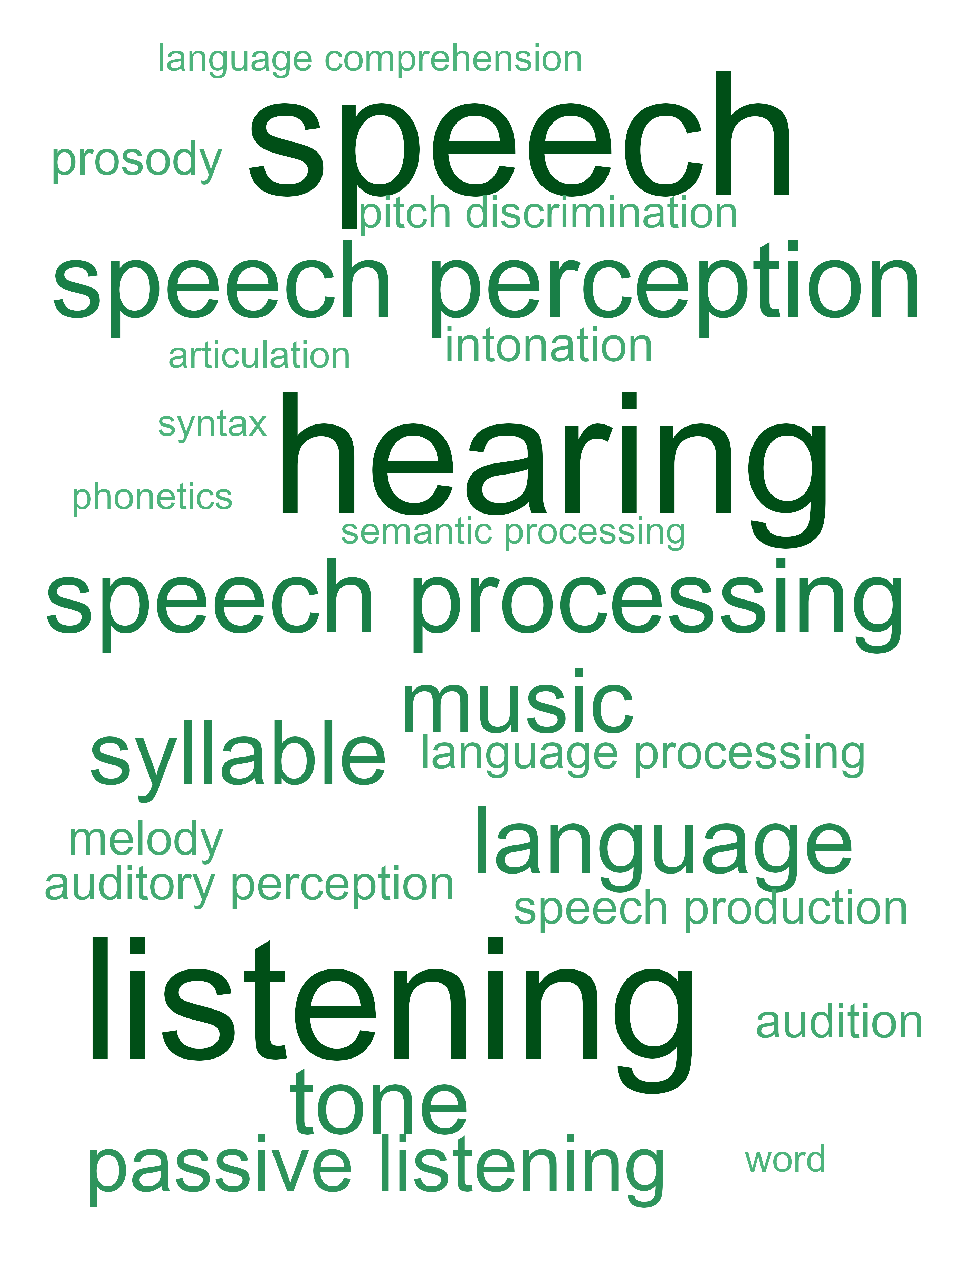 language comprehension
speech
prosody
pitch discrimination
speech perception
intonation
articulation
syntax
hearing
phonetics
semantic processing
speech processing
music
syllable
language processing
melody
language
auditory perception
speech production
listening
audition
tone
passive listening
word